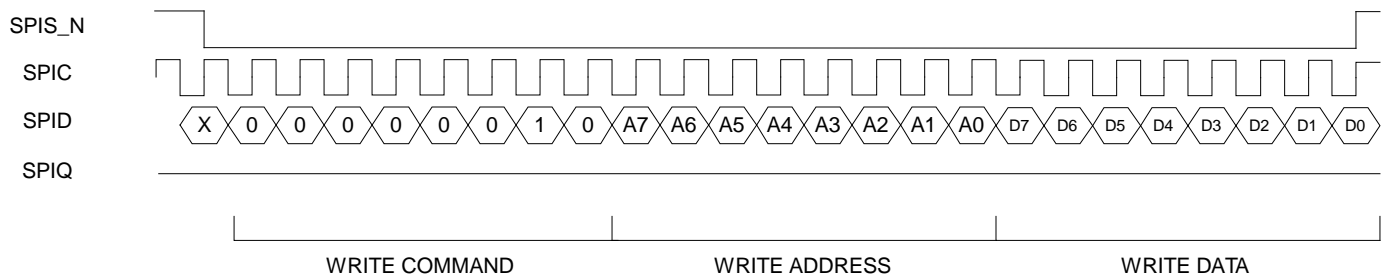 SPIS_N
SPIC
SPID X 0 0 0 0 0 0 1 0 A7 A6 A5 A4 A3 A2 A1 A0 D7 D6 D5 D4 D3 D2 D1 D0
SPIQ
WRITE COMMAND WRITE ADDRESS WRITE DATA